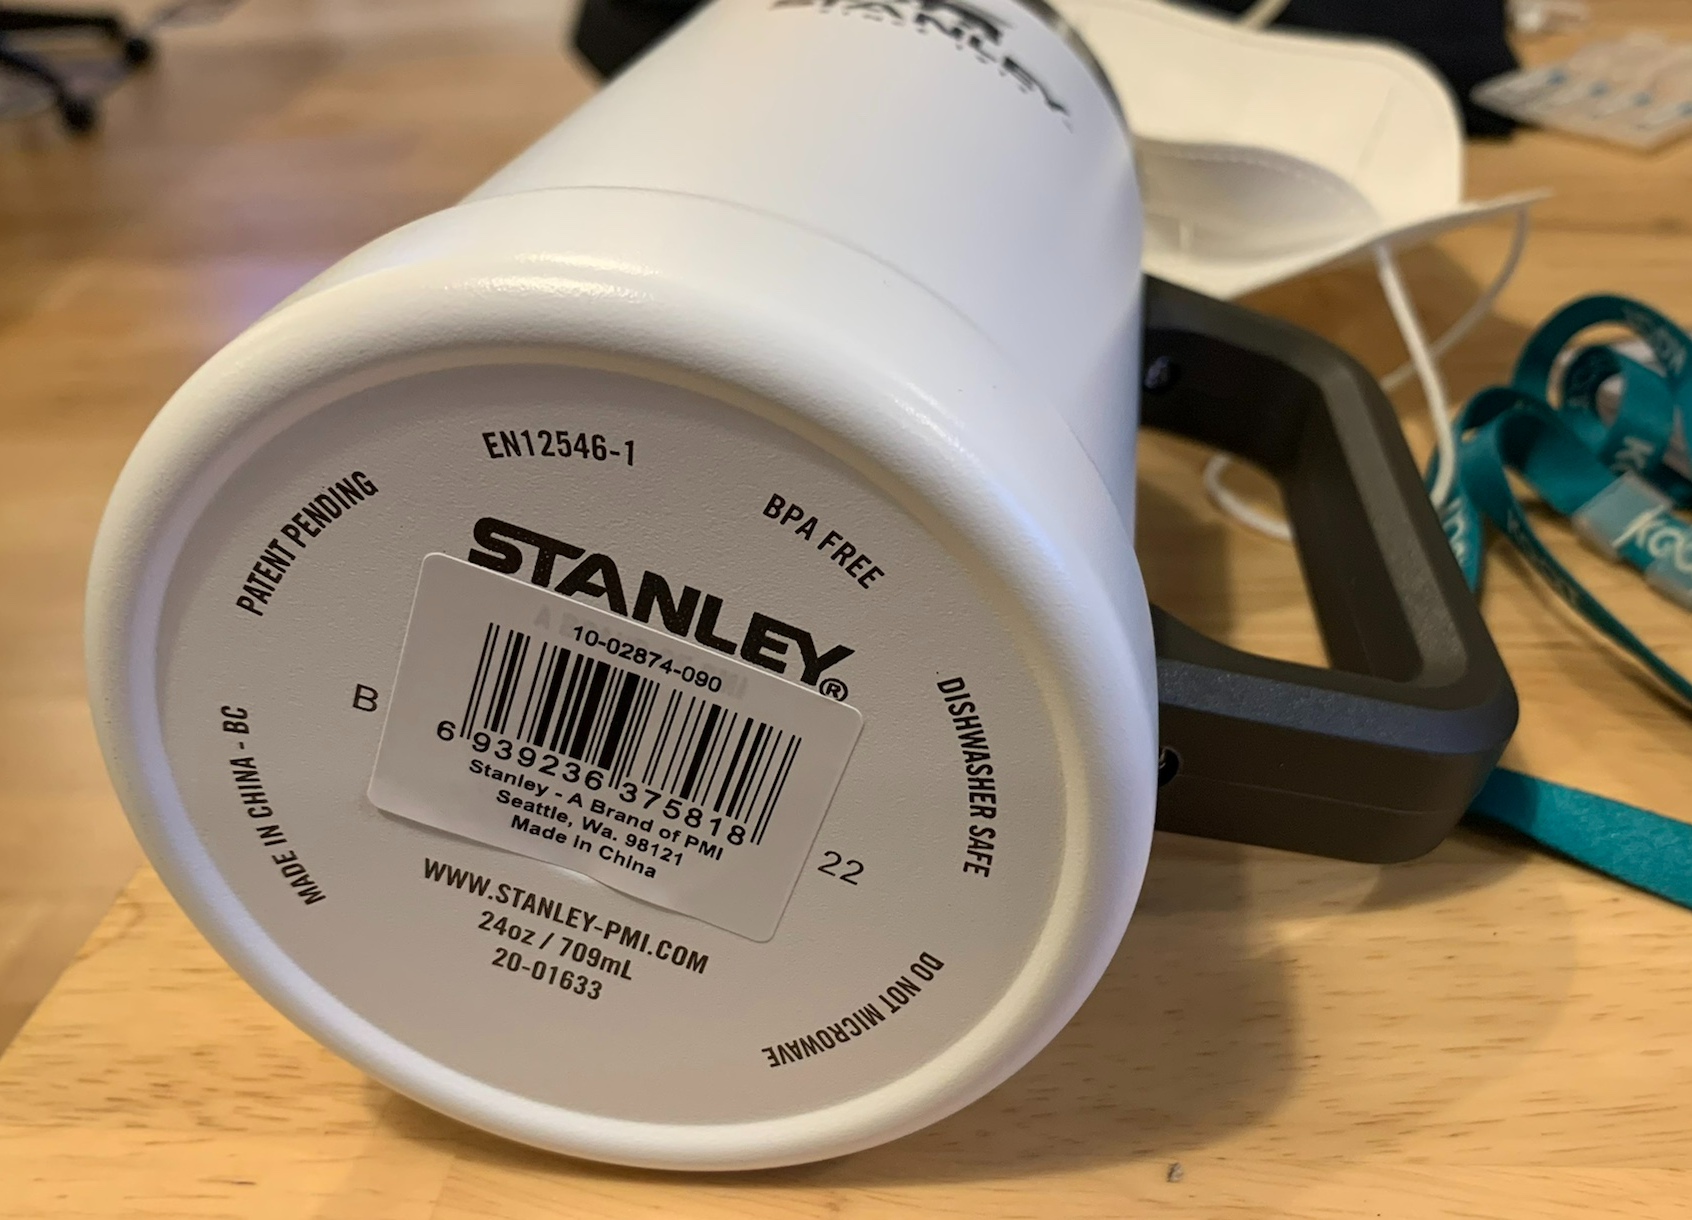 STANLEY
EN12546-1
PATENT PENDING
BPA FREE
STANLEY®
10-02874-090
6 939236 375818
Stanley - A Brand of PMI
Seattle, Wa. 98121
Made in China
B
22
DISHWASHER SAFE
MADE IN CHINA - BC
WWW.STANLEY-PMI.COM
24oz / 709mL
20-01633
DO NOT MICROWAVE